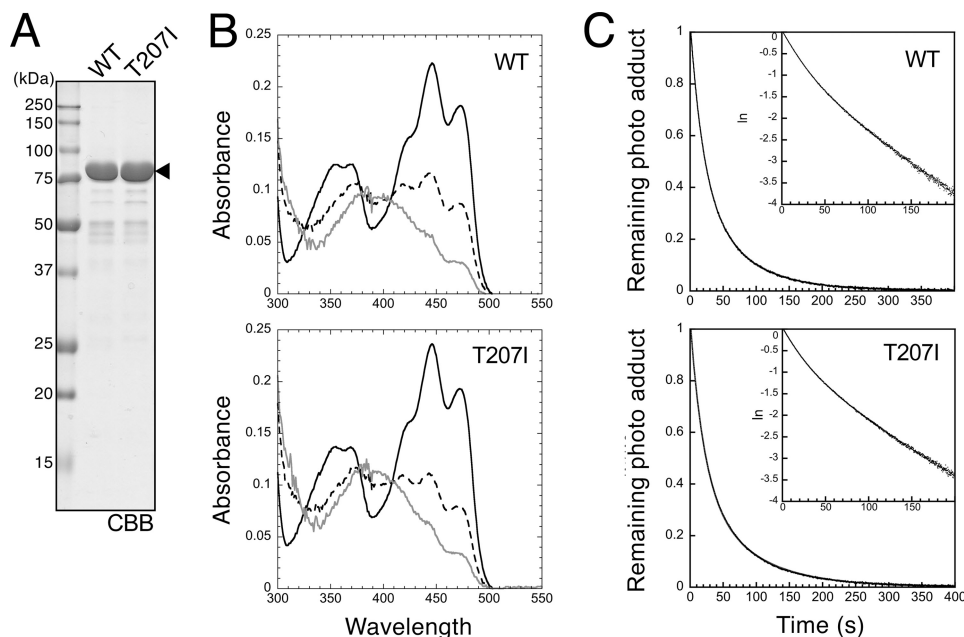 A
WT
T207I
(kDa)
250
150
100
75
50
37
25
20
15
CBB
B
WT
Absorbance
0.25
0.2
0.15
0.1
0.05
0
300 350 400 450 500 550
T207I
Absorbance
0.25
0.2
0.15
0.1
0.05
0
300 350 400 450 500 550
Wavelength
C
WT
Remaining photo adduct
1
0.8
0.6
0.4
0.2
0
0 50 100 150 200 250 300 350 400
ln
0
-0.5
-1
-1.5
-2
-2.5
-3
-3.5
-4
0 50 100 150
T207I
Remaining photo adduct
1
0.8
0.6
0.4
0.2
0
0 50 100 150 200 250 300 350 400
ln
0
-0.5
-1
-1.5
-2
-2.5
-3
-3.5
-4
0 50 100 150
Time (s)